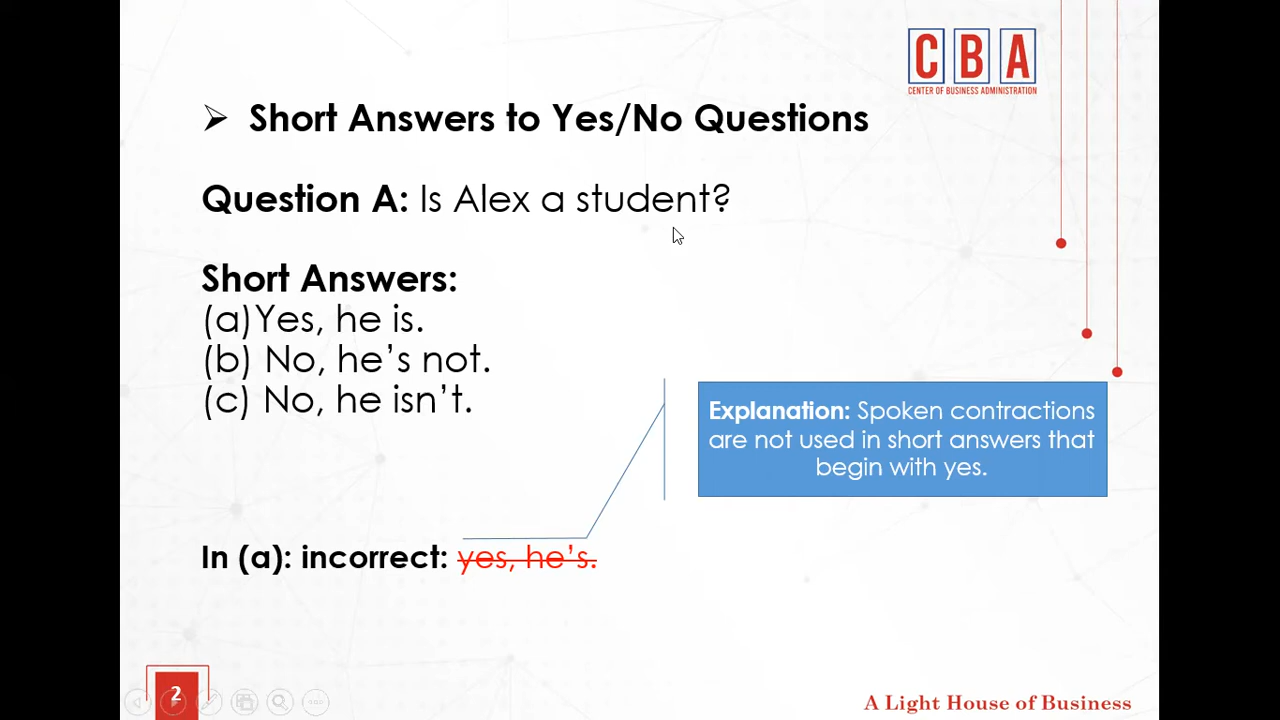 CBA
CENTER OF BUSINESS ADMINISTRATION
Short Answers to Yes/No Questions
Question A: Is Alex a student?
Short Answers:
(a)Yes, he is.
(b) No, he’s not.
(c) No, he isn’t.
Explanation: Spoken contractions
are not used in short answers that
begin with yes.
In (a): incorrect: yes, he’s.
2
A Light House of Business